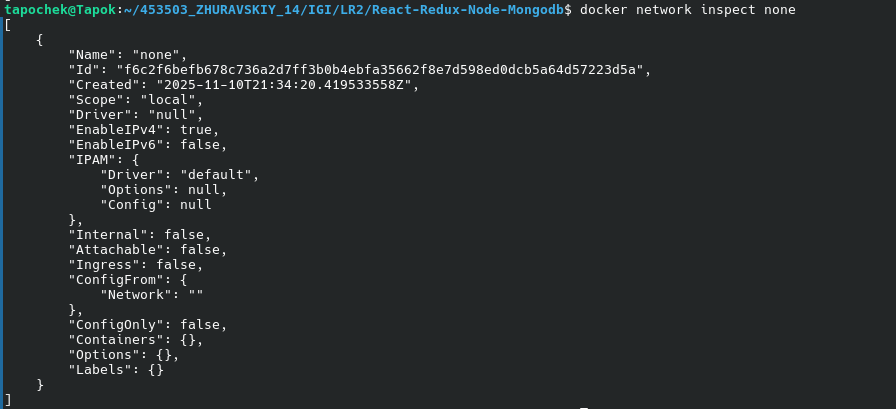 tapochek@Tapok:~/453503_ZHURAVSKIY_14/IGI/LR2/React-Redux-Node-Mongodb$ docker network inspect none
[
    {
        "Name": "none",
        "Id": "f6c2f6befb678c736a2d7ff3b0b4ebfa35662f8e7d598ed0dcb5a64d57223d5a",
        "Created": "2025-11-10T21:34:20.419533558Z",
        "Scope": "local",
        "Driver": "null",
        "EnableIPv4": true,
        "EnableIPv6": false,
        "IPAM": {
            "Driver": "default",
            "Options": null,
            "Config": null
        },
        "Internal": false,
        "Attachable": false,
        "Ingress": false,
        "ConfigFrom": {
            "Network": ""
        },
        "ConfigOnly": false,
        "Containers": {},
        "Options": {},
        "Labels": {}
    }
]